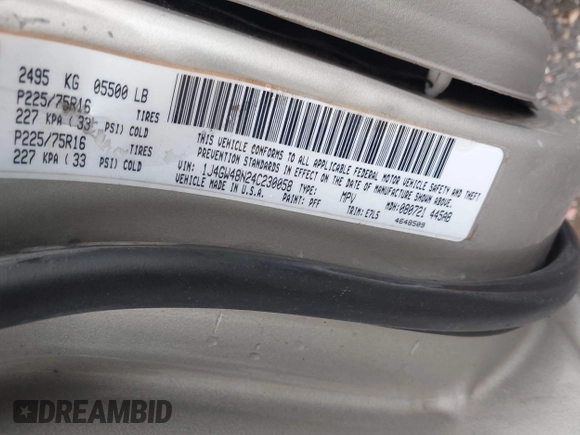 2495 KG 05500 LB
P225/75R16 TIRES
227 KPA ( 33 PSI) COLD
P225/75R16 TIRES
227 KPA ( 33 PSI) COLD
THIS VEHICLE CONFORMS TO ALL APPLICABLE FEDERAL MOTOR VEHICLE SAFETY AND THEFT
PREVENTION STANDARDS IN EFFECT ON THE DATE OF MANUFACTURE SHOWN ABOVE.
VIN: 1J4GW48N24C230058 TYPE: MPV MDH: 080721 445AB
VEHICLE MADE IN U.S.A. PAINT: PFF TRIM: E7L5
4648509
DREAMBID